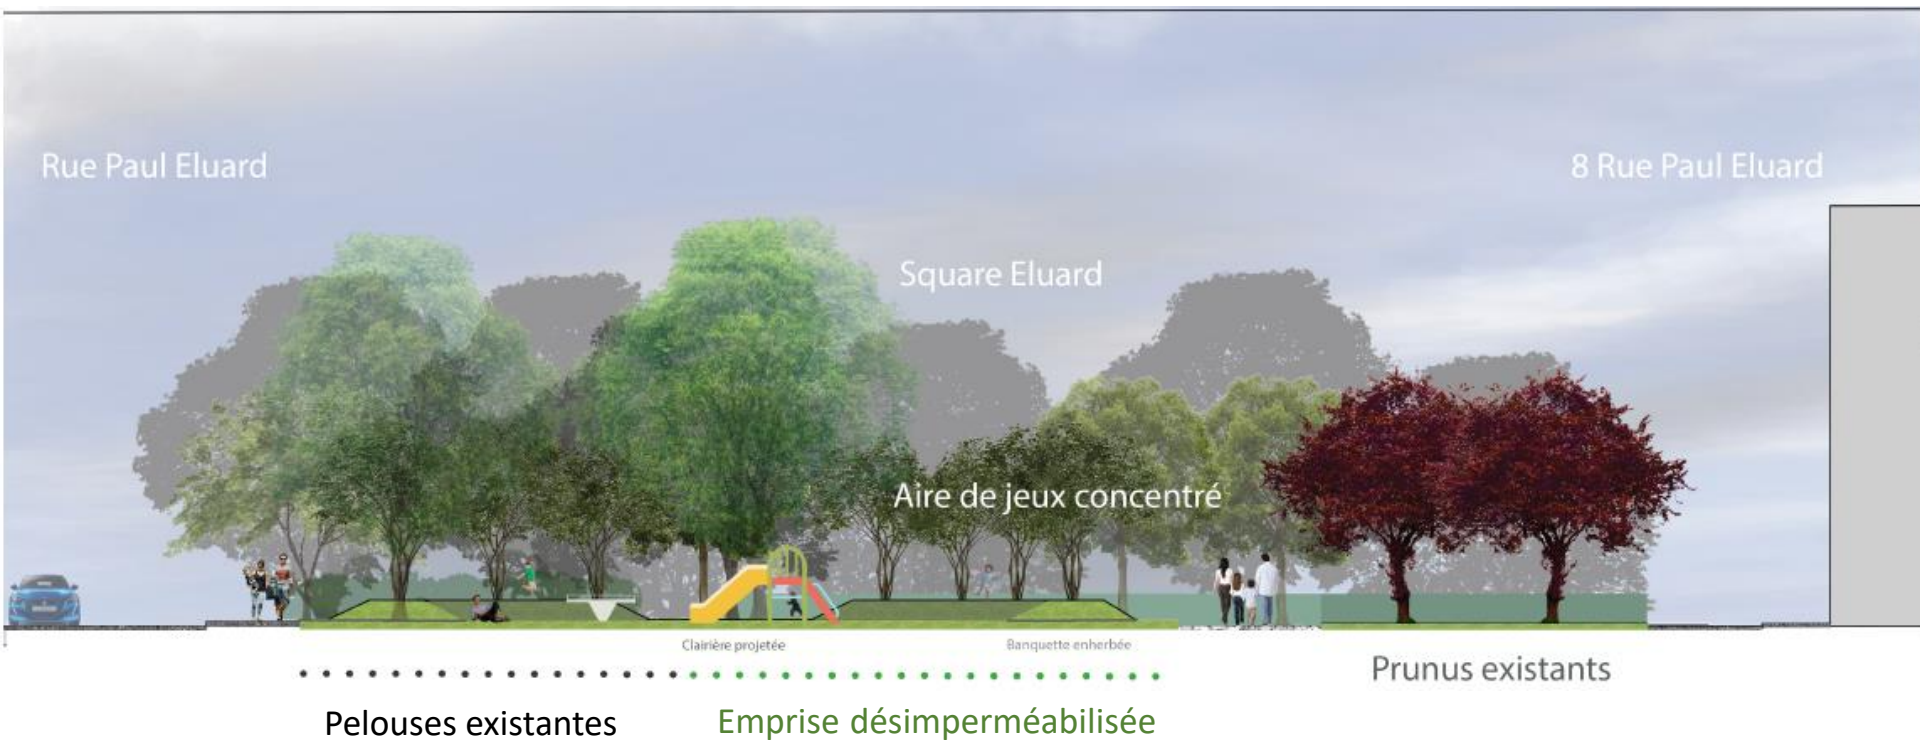 Rue Paul Eluard
8 Rue Paul Eluard
Square Eluard
Aire de jeux concentré
Clairière projetée
Banquette enherbée
Prunus existants
Pelouses existantes
Emprise désimperméabilisée